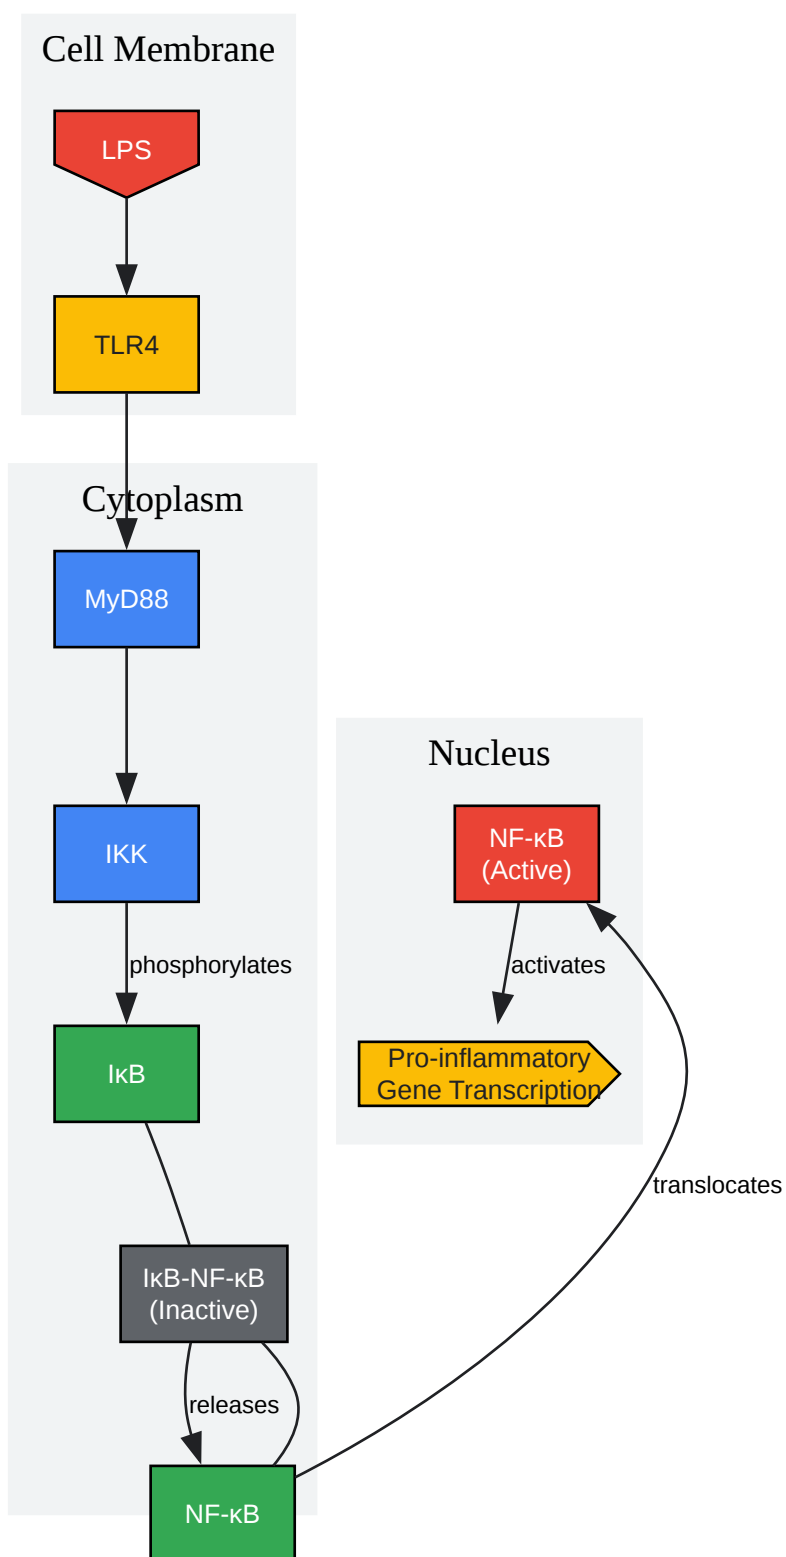 Cell Membrane
LPS
TLR4
Cytoplasm
MyD88
IKK
phosphorylates
IκB
IκB-NF-κB
(Inactive)
releases
NF-κB
Nucleus
NF-κB
(Active)
activates
Pro-inflammatory
Gene Transcription
translocates